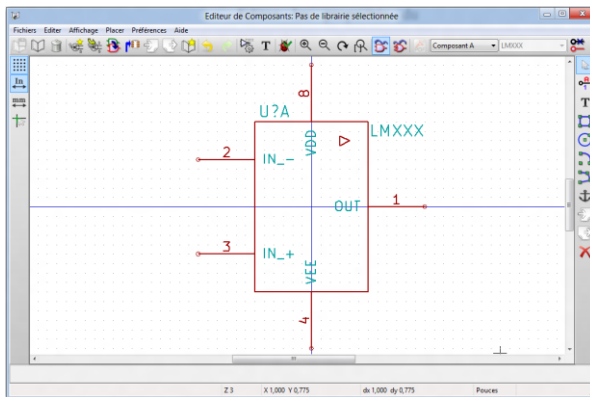 Editeur de Composants: Pas de librairie sélectionnée
Fichiers Editer Affichage Placer Préférences Aide
T
Composant A
LMXXX
In
mm
T
8
U?A
LMXXX
VDD
2
IN_-
OUT
1
3
IN_+
VEE
4
Z 3
X 1,000 Y 0,775
dx 1,000 dy 0,775
Pouces